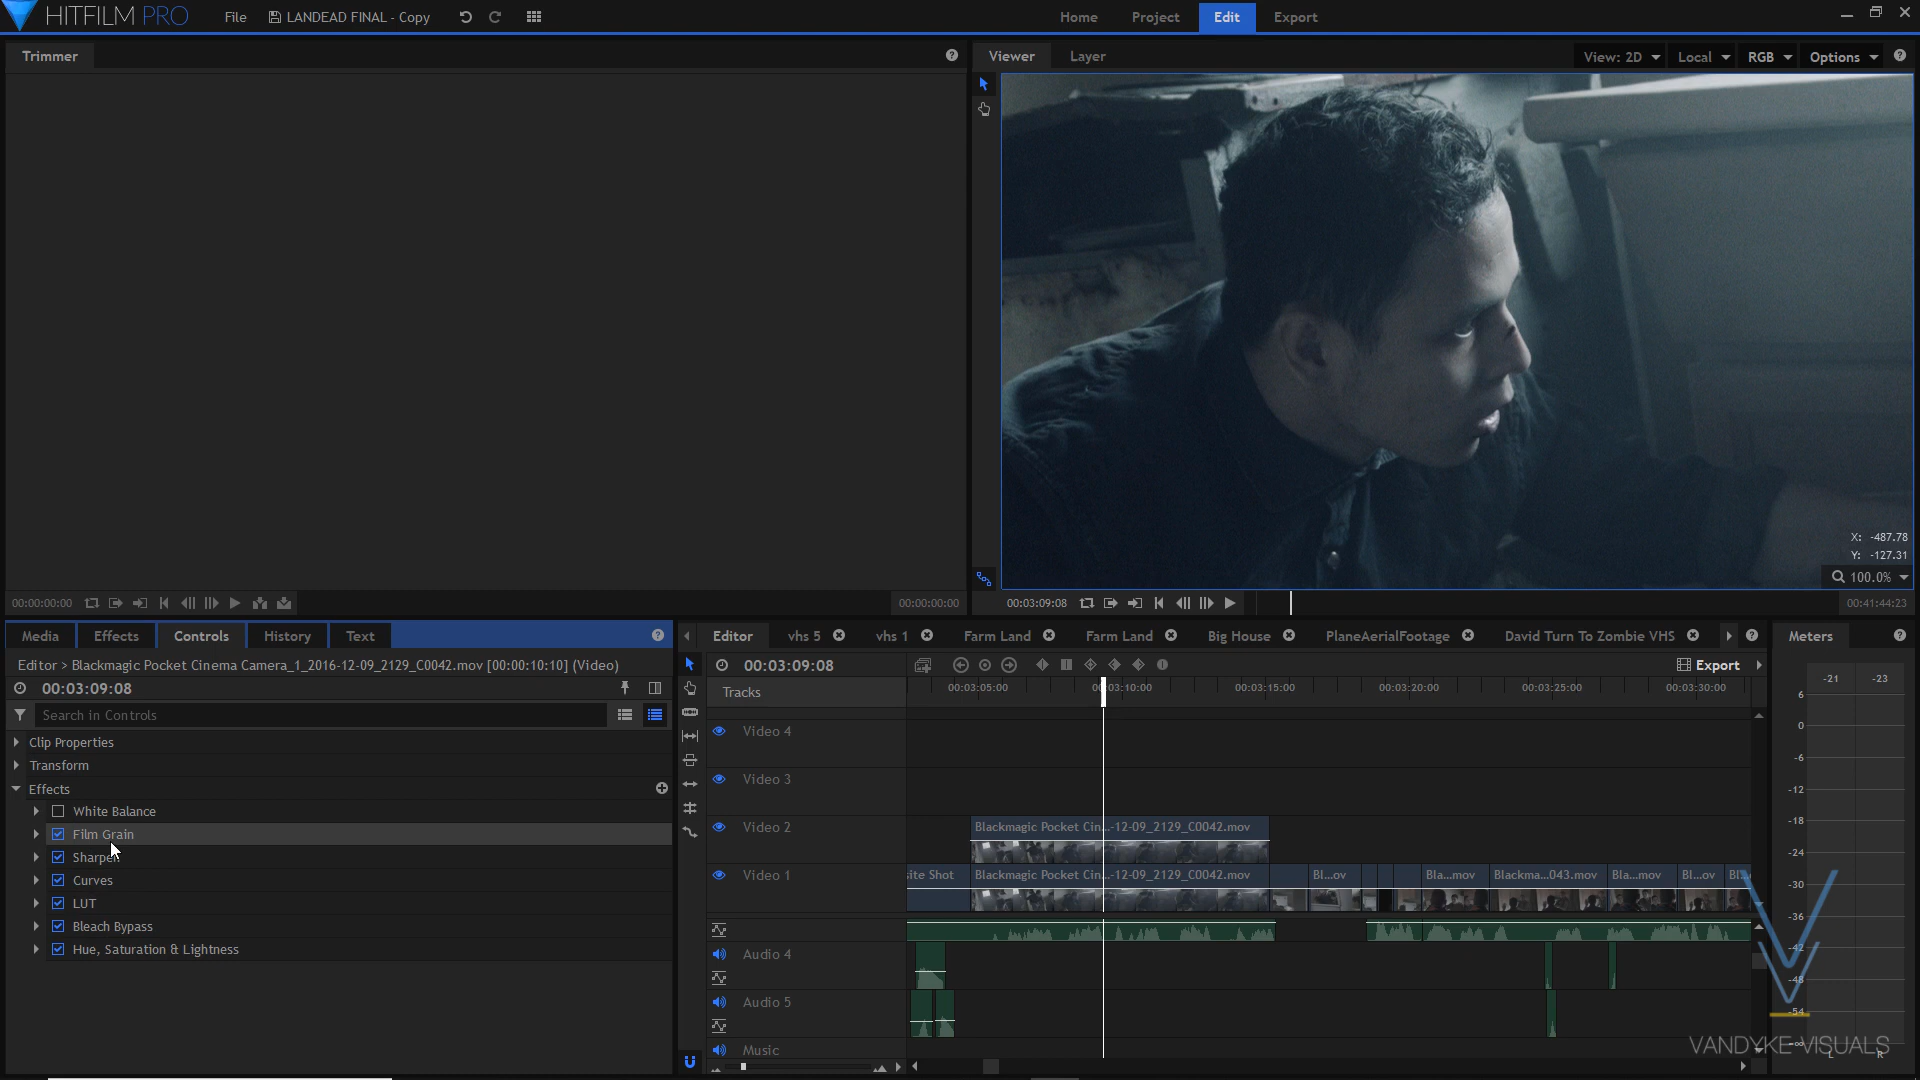 HITFILM PRO
File
LANDEAD FINAL - Copy
Home
Project
Edit
Export
Trimmer
Viewer
Layer
View: 2D
Local
RGB
Options
X: -487.78
Y: -127.31
100.0%
00:00:00:00
00:00:00:00
00:03:09:08
00:41:44:23
Media
Effects
Controls
History
Text
Editor > Blackmagic Pocket Cinema Camera_1_2016-12-09_2129_C0042.mov [00:00:10:10] (Video)
00:03:09:08
Search in Controls
Clip Properties
Transform
Effects
White Balance
Film Grain
Sharpen
Curves
LUT
Bleach Bypass
Hue, Saturation & Lightness
Editor
vhs 5
vhs 1
Farm Land
Farm Land
Big House
PlaneAerialFootage
David Turn To Zombie VHS
00:03:09:08
Export
Tracks
00:03:05:00
00:03:10:00
00:03:15:00
00:03:20:00
00:03:25:00
00:03:30:00
Video 4
Video 3
Video 2
Blackmagic Pocket Cin...-12-09_2129_C0042.mov
Video 1
ite Shot
Blackmagic Pocket Cin...-12-09_2129_C0042.mov
Bl...ov
Bla...mov
Blackma...043.mov
Bla...mov
Bl...ov
Audio 4
Audio 5
Music
Meters
-21
-23
6
0
-6
-12
-18
-24
-30
-36
-42
-48
-54
-∞
L
R
VANDYKE VISUALS